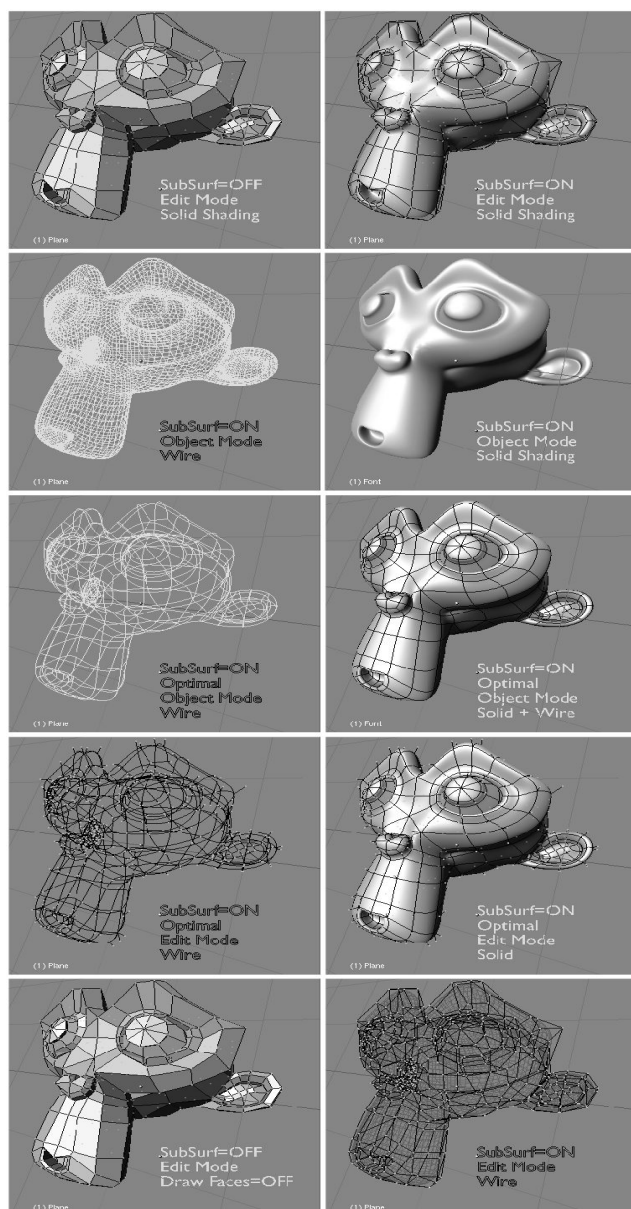 SubSurf=OFF
Edit Mode
Solid Shading
(1) Plane
SubSurf=ON
Edit Mode
Solid Shading
(1) Plane
SubSurf=ON
Object Mode
Wire
(1) Plane
SubSurf=ON
Object Mode
Solid Shading
(1) Font
SubSurf=ON
Optimal
Object Mode
Wire
(1) Plane
SubSurf=ON
Optimal
Object Mode
Solid + Wire
(1) Font
SubSurf=ON
Optimal
Edit Mode
Wire
(1) Plane
SubSurf=ON
Optimal
Edit Mode
Solid
(1) Plane
SubSurf=OFF
Edit Mode
Draw Faces=OFF
(1) Plane
SubSurf=ON
Edit Mode
Wire
(1) Plane